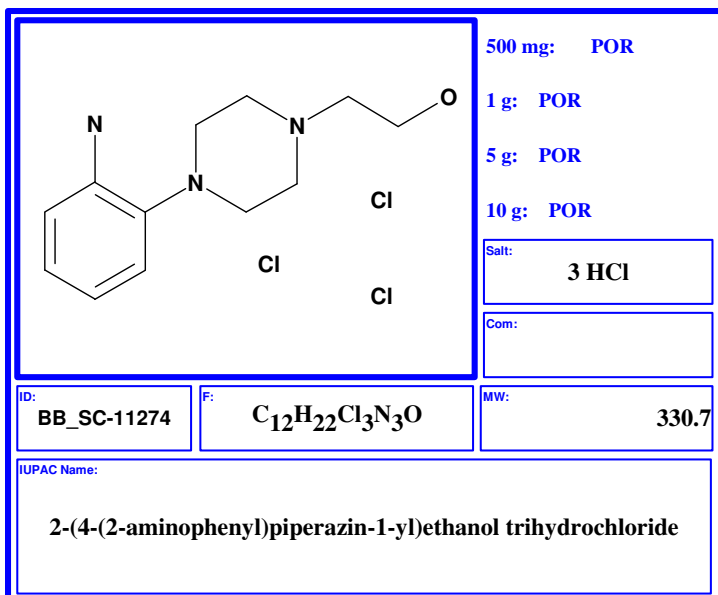 500 mg: POR
1 g: POR
5 g: POR
10 g: POR
N
N
N
O
Cl
Cl
Cl
Salt:
3 HCl
Com:
ID:
BB_SC-11274
F:
C12H22Cl3N3O
MW:
330.7
IUPAC Name:
2-(4-(2-aminophenyl)piperazin-1-yl)ethanol trihydrochloride